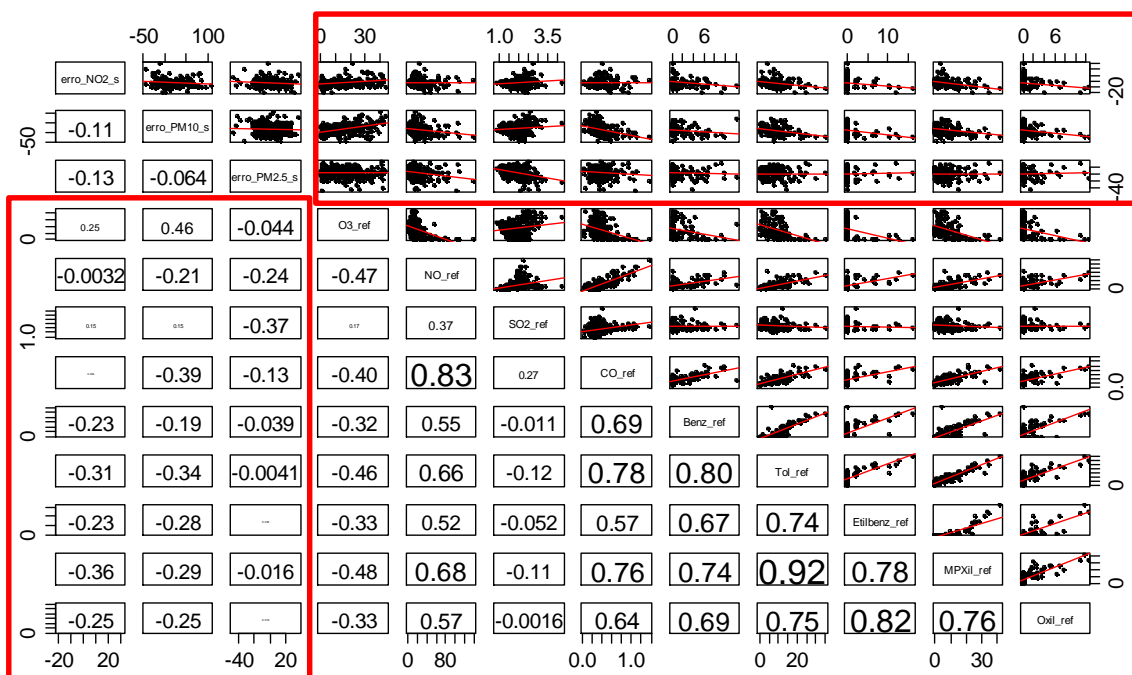 -50 100 0 30 1.0 3.5 0 6 0 0 6
erro_NO2_s -20
-50 -0.11 erro_PM10_s
-0.13 -0.064 erro_PM2.5_s -40
0 0.25 0.46 -0.044 O3_ref
-0.0032 -0.21 -0.24 -0.47 NO_ref 0
1.0 0.15 0.15 -0.37 0.17 0.37 SO2_ref
-0.39 -0.13 -0.40 0.83 0.27 CO_ref 0.0
0 -0.23 -0.19 -0.039 -0.32 0.55 -0.011 0.69 Benz_ref
-0.31 -0.34 -0.0041 -0.46 0.66 -0.12 0.78 0.80 Tol_ref 0
0 -0.23 -0.28 -0.33 0.52 -0.052 0.57 0.67 0.74 Etilbenz_ref
-0.36 -0.29 -0.016 -0.48 0.68 -0.11 0.76 0.74 0.92 0.78 MPXil_ref 0
0 -0.25 -0.25 -0.33 0.57 -0.0016 0.64 0.69 0.75 0.82 0.76 Oxil_ref
-20 20 -40 20 0 80 0.0 1.0 0 20 0 30